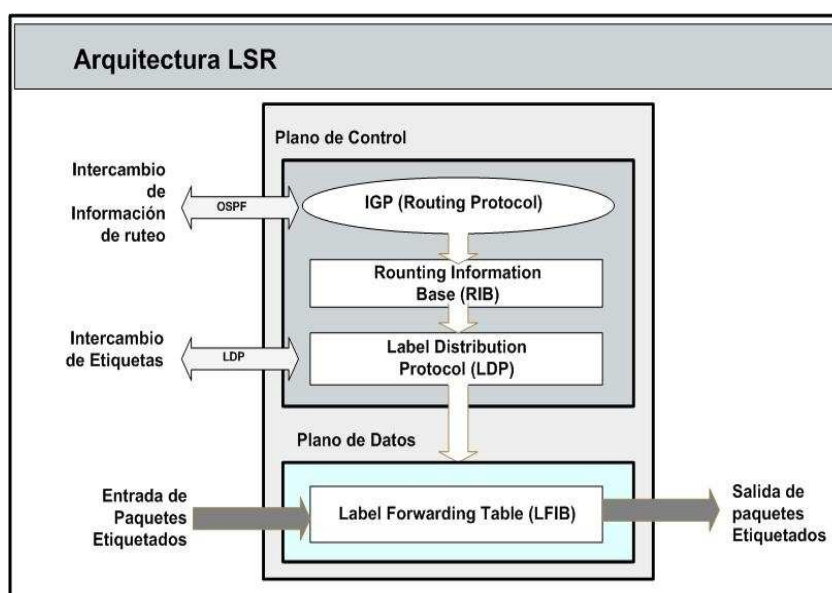 Arquitectura LSR
Plano de Control
Intercambio
de
Información
de ruteo
OSPF
IGP (Routing Protocol)
Rounting Information
Base (RIB)
Intercambio
de Etiquetas
LDP
Label Distribution
Protocol (LDP)
Plano de Datos
Entrada de
Paquetes
Etiquetados
Label Forwarding Table (LFIB)
Salida de
paquetes
Etiquetados